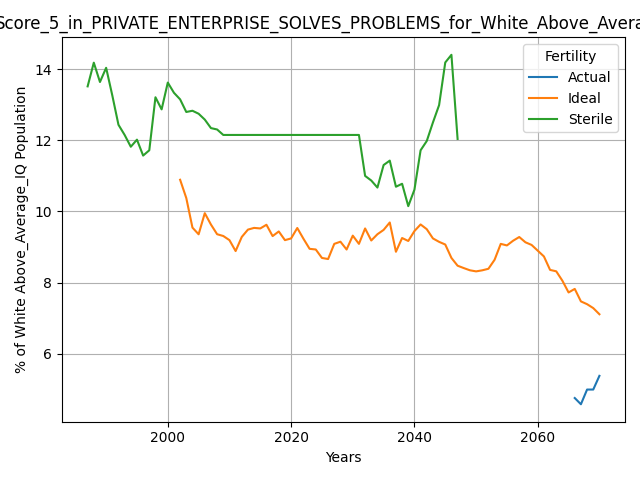 Score_5_in_PRIVATE_ENTERPRISE_SOLVES_PROBLEMS_for_White_Above_Avera
Fertility
Actual
Ideal
Sterile
% of White Above_Average_IQ Population
14
12
10
8
6
2000
2020
2040
2060
Years